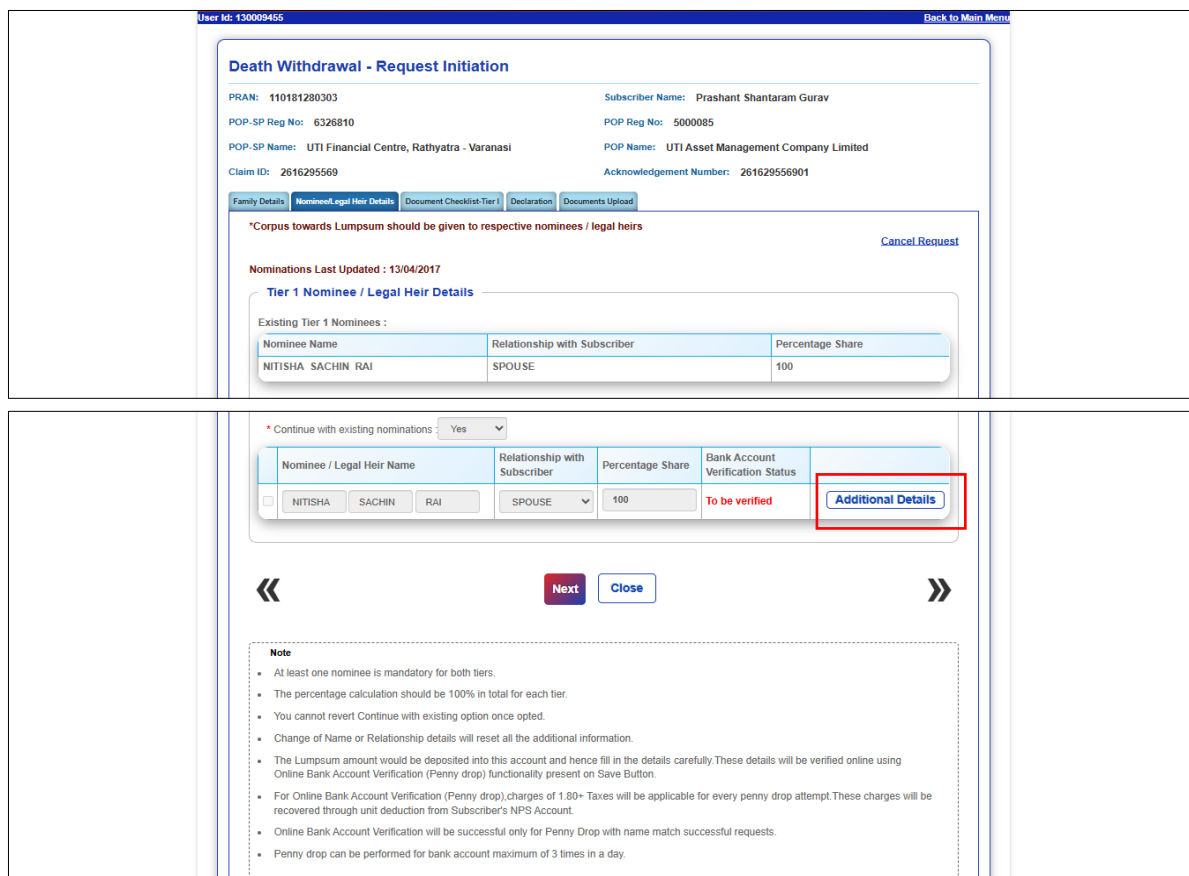 User Id: 130009455 Back to Main Menu
Death Withdrawal - Request Initiation
PRAN: 110181280303 Subscriber Name: Prashant Shantaram Gurav
POP-SP Reg No: 6326810 POP Reg No: 5000085
POP-SP Name: UTI Financial Centre, Rathyatra - Varanasi POP Name: UTI Asset Management Company Limited
Claim ID: 2616295569 Acknowledgement Number: 261629556901
Family Details Nominee/Legal Heir Details Document Checklist-Tier I Declaration Documents Upload
*Corpus towards Lumpsum should be given to respective nominees / legal heirs
Cancel Request
Nominations Last Updated : 13/04/2017
Tier 1 Nominee / Legal Heir Details
Existing Tier 1 Nominees :
Nominee Name Relationship with Subscriber Percentage Share
NITISHA SACHIN RAI SPOUSE 100
* Continue with existing nominations : Yes
Nominee / Legal Heir Name Relationship with Subscriber Percentage Share Bank Account Verification Status
NITISHA SACHIN RAI SPOUSE 100 To be verified Additional Details
« Next Close »
Note
• At least one nominee is mandatory for both tiers.
• The percentage calculation should be 100% in total for each tier.
• You cannot revert Continue with existing option once opted.
• Change of Name or Relationship details will reset all the additional information.
• The Lumpsum amount would be deposited into this account and hence fill in the details carefully.These details will be verified online using
Online Bank Account Verification (Penny drop) functionality present on Save Button.
• For Online Bank Account Verification (Penny drop),charges of 1.80+ Taxes will be applicable for every penny drop attempt.These charges will be
recovered through unit deduction from Subscriber's NPS Account.
• Online Bank Account Verification will be successful only for Penny Drop with name match successful requests.
• Penny drop can be performed for bank account maximum of 3 times in a day.